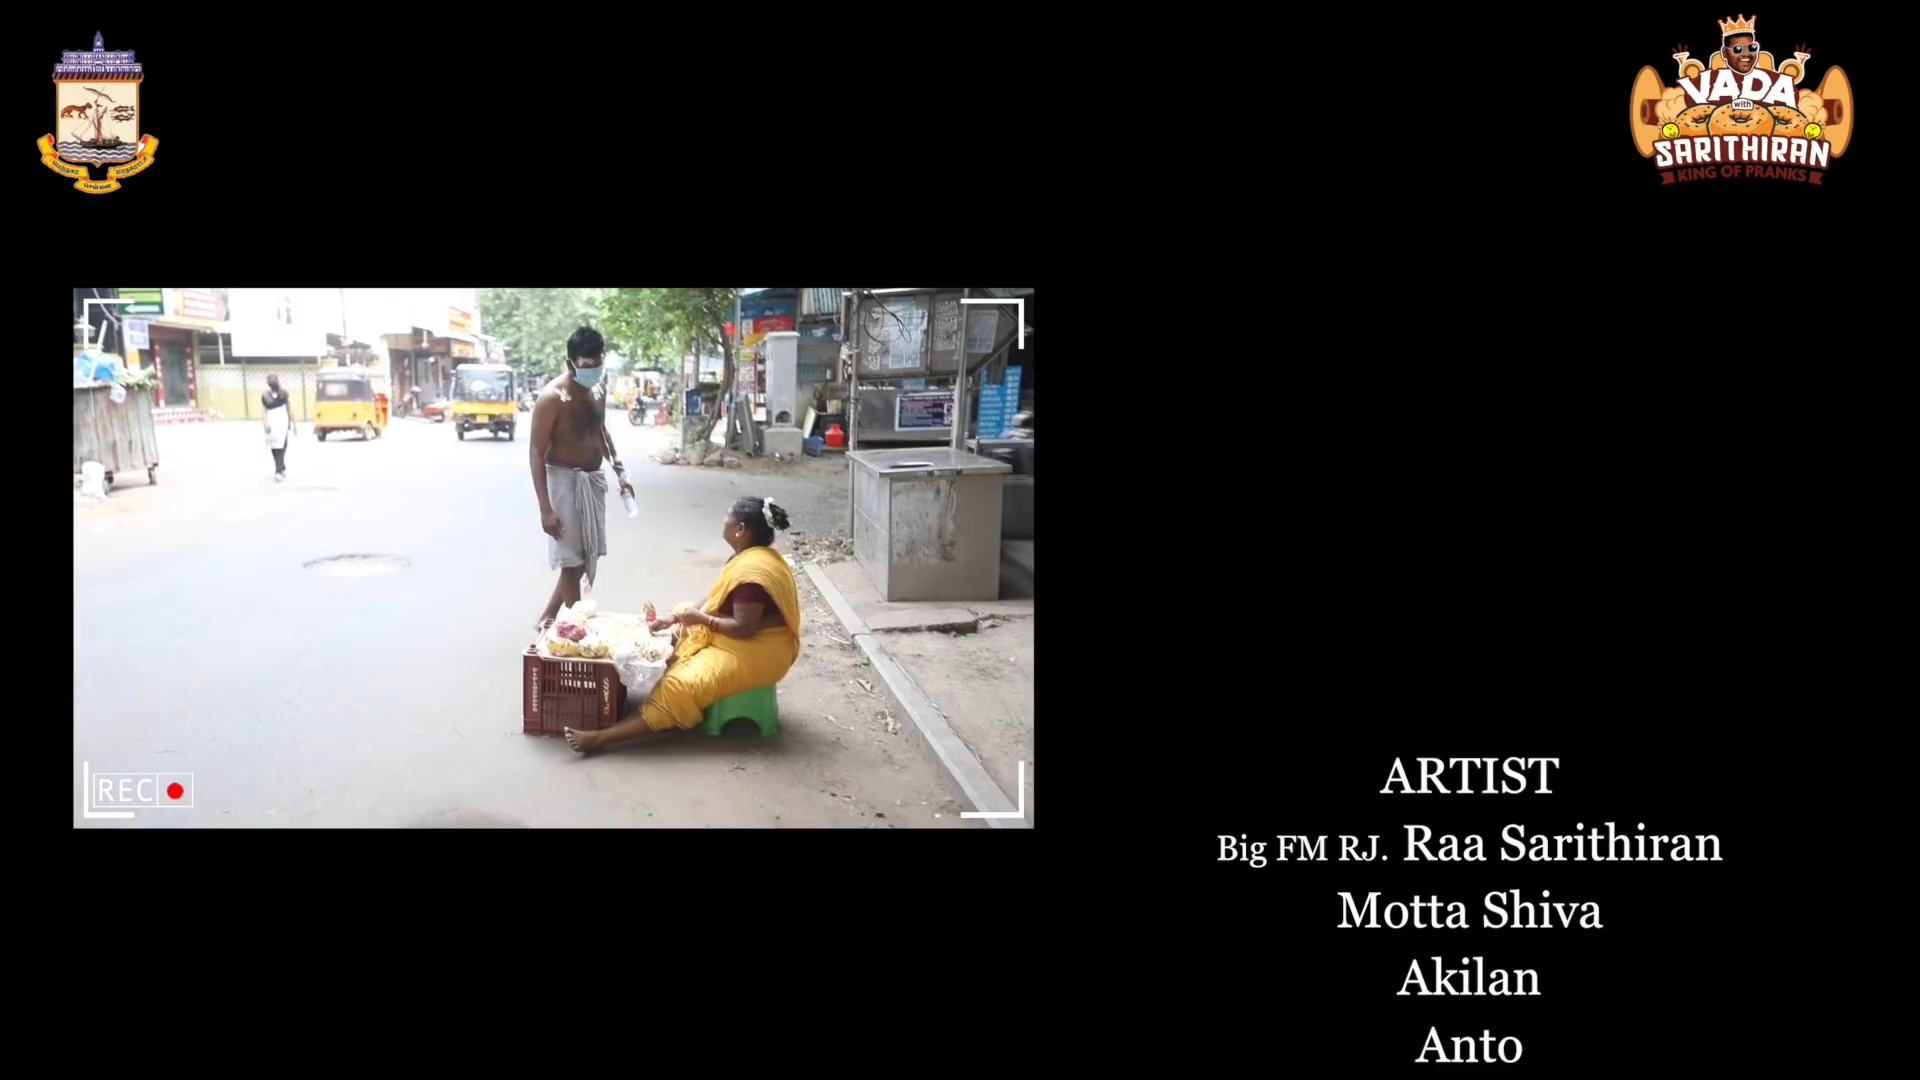 VADA
with
SARITHIRAN
KING OF PRANKS
சென்னை
REC
ARTIST
Big FM RJ. Raa Sarithiran
Motta Shiva
Akilan
Anto